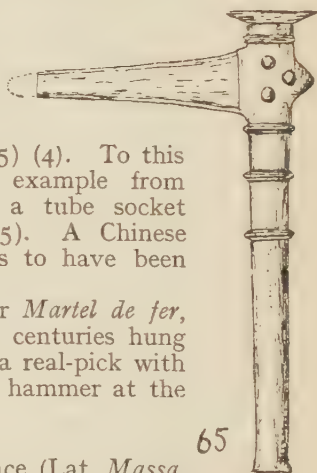 5) (4). To this
example from
a tube socket
5). A Chinese
s to have been
r Martel de fer,
centuries hung
a real-pick with
hammer at the
ce (Lat. Massa,
65